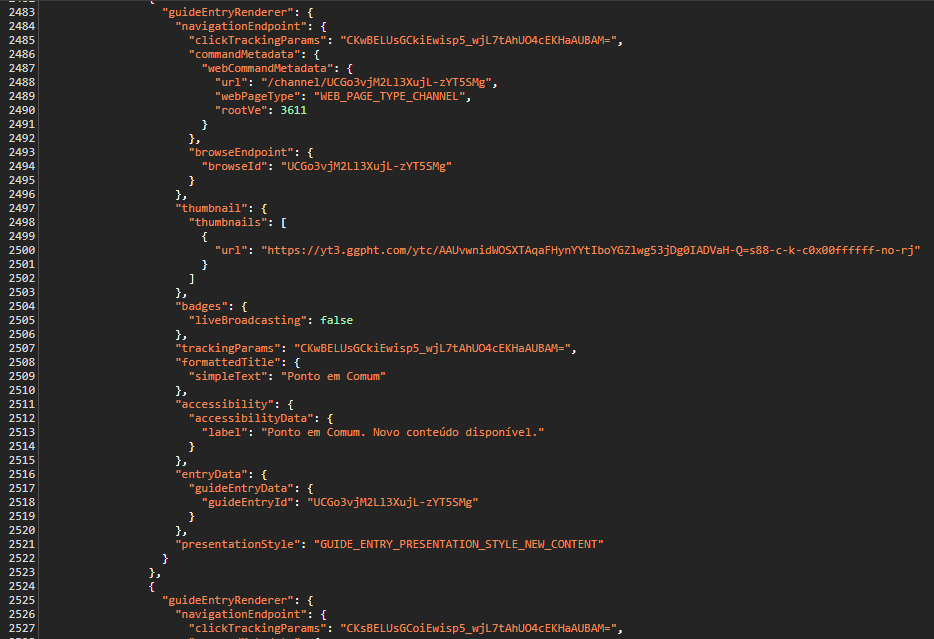 2483 "guideEntryRenderer": {
2484 "navigationEndpoint": {
2485 "clickTrackingParams": "CKwBELUsGCkiEwisp5_wjL7tAhUO4cEKHaAUBAM=",
2486 "commandMetadata": {
2487 "webCommandMetadata": {
2488 "url": "/channel/UCGo3vjM2Ll3XujL-zYT5SMg",
2489 "webPageType": "WEB_PAGE_TYPE_CHANNEL",
2490 "rootVe": 3611
2491 }
2492 },
2493 "browseEndpoint": {
2494 "browseId": "UCGo3vjM2Ll3XujL-zYT5SMg"
2495 }
2496 },
2497 "thumbnail": {
2498 "thumbnails": [
2499 {
2500 "url": "https://yt3.ggpht.com/ytc/AAUvwnidWOSXTAqaFHynYYtIboYGZlwg53jDg0IADVaH-Q=s88-c-k-c0x00ffffff-no-rj"
2501 }
2502 ]
2503 },
2504 "badges": {
2505 "liveBroadcasting": false
2506 },
2507 "trackingParams": "CKwBELUsGCkiEwisp5_wjL7tAhUO4cEKHaAUBAM=",
2508 "formattedTitle": {
2509 "simpleText": "Ponto em Comum"
2510 },
2511 "accessibility": {
2512 "accessibilityData": {
2513 "label": "Ponto em Comum. Novo conteúdo disponível."
2514 }
2515 },
2516 "entryData": {
2517 "guideEntryData": {
2518 "guideEntryId": "UCGo3vjM2Ll3XujL-zYT5SMg"
2519 }
2520 },
2521 "presentationStyle": "GUIDE_ENTRY_PRESENTATION_STYLE_NEW_CONTENT"
2522 }
2523 },
2524 {
2525 "guideEntryRenderer": {
2526 "navigationEndpoint": {
2527 "clickTrackingParams": "CKsBELUsGCoiEwisp5_wjL7tAhUO4cEKHaAUBAM=",